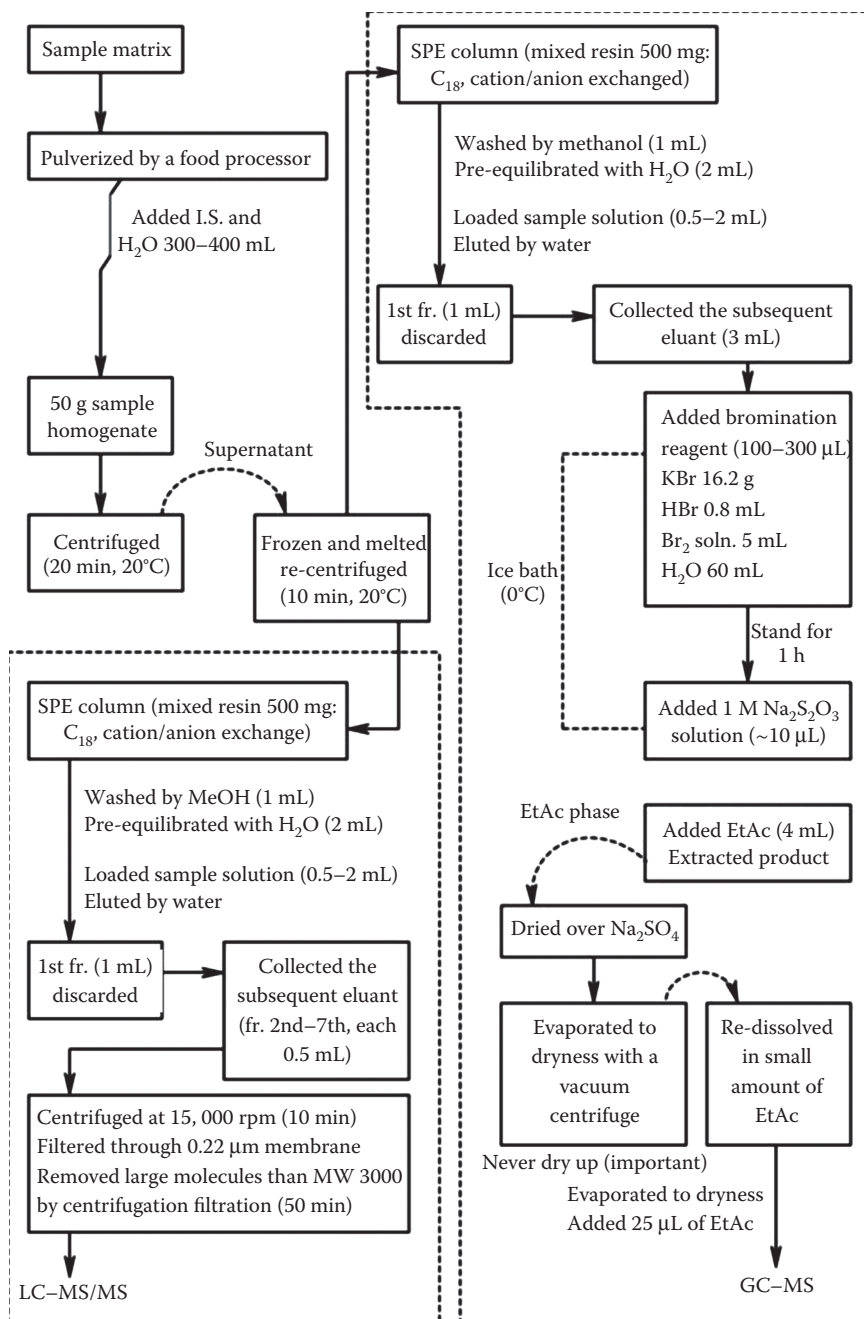 Sample matrix
Pulverized by a food processor
Added I.S. and
H₂O 300–400 mL
50 g sample
homogenate
Supernatant
Centrifuged
(20 min, 20°C)
Frozen and melted
re-centrifuged
(10 min, 20°C)
SPE column (mixed resin 500 mg:
C₁₈, cation/anion exchange)
Washed by MeOH (1 mL)
Pre-equilibrated with H₂O (2 mL)
Loaded sample solution (0.5–2 mL)
Eluted by water
1st fr. (1 mL)
discarded
Collected the
subsequent eluant
(fr. 2nd–7th, each
0.5 mL)
Centrifuged at 15, 000 rpm (10 min)
Filtered through 0.22 μm membrane
Removed large molecules than MW 3000
by centrifugation filtration (50 min)
LC–MS/MS
SPE column (mixed resin 500 mg:
C₁₈, cation/anion exchanged)
Washed by methanol (1 mL)
Pre-equilibrated with H₂O (2 mL)
Loaded sample solution (0.5–2 mL)
Eluted by water
1st fr. (1 mL)
discarded
Collected the subsequent
eluant (3 mL)
Added bromination
reagent (100–300 μL)
KBr 16.2 g
HBr 0.8 mL
Br₂ soln. 5 mL
H₂O 60 mL
Ice bath
(0°C)
Stand for
1 h
Added 1 M Na₂S₂O₃
solution (~10 μL)
EtAc phase
Added EtAc (4 mL)
Extracted product
Dried over Na₂SO₄
Evaporated to
dryness with a
vacuum
centrifuge
Re-dissolved
in small
amount of
EtAc
Never dry up (important)
Evaporated to dryness
Added 25 μL of EtAc
GC–MS